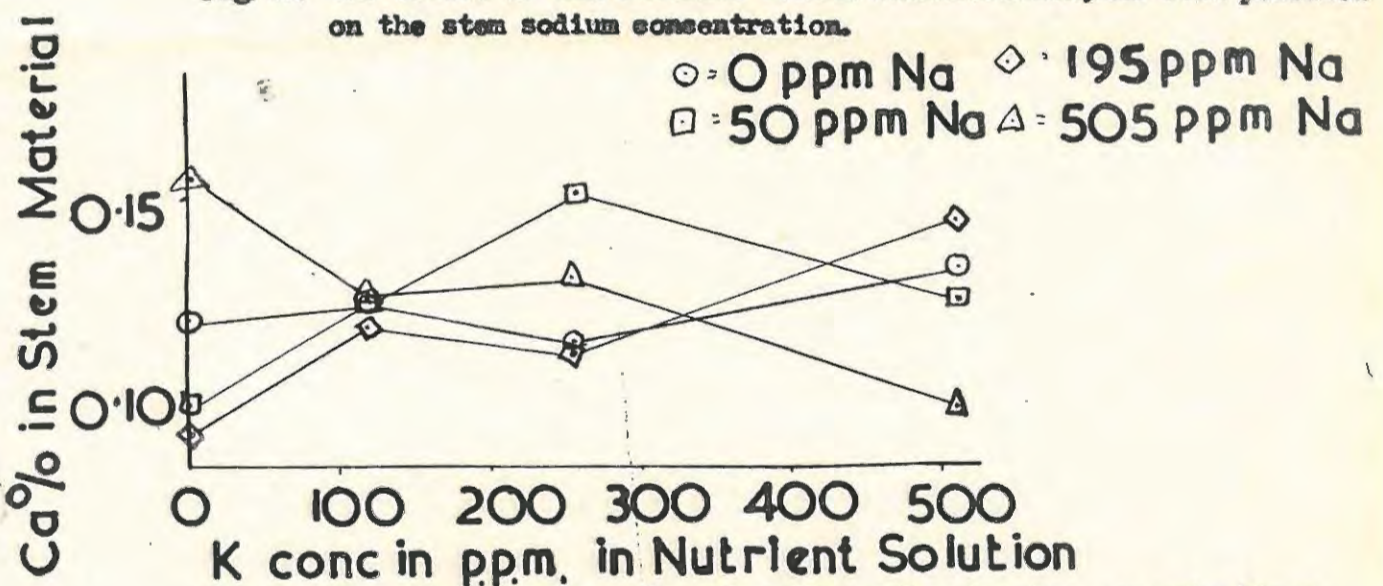 on the stem sodium concentration.
⊙ = 0 ppm Na ◇ · 195 ppm Na
⊡ = 50 ppm Na △ = 505 ppm Na
Ca% in Stem Material
0·15
0·10
0 100 200 300 400 500
K conc in p.p.m. in Nutrient Solution